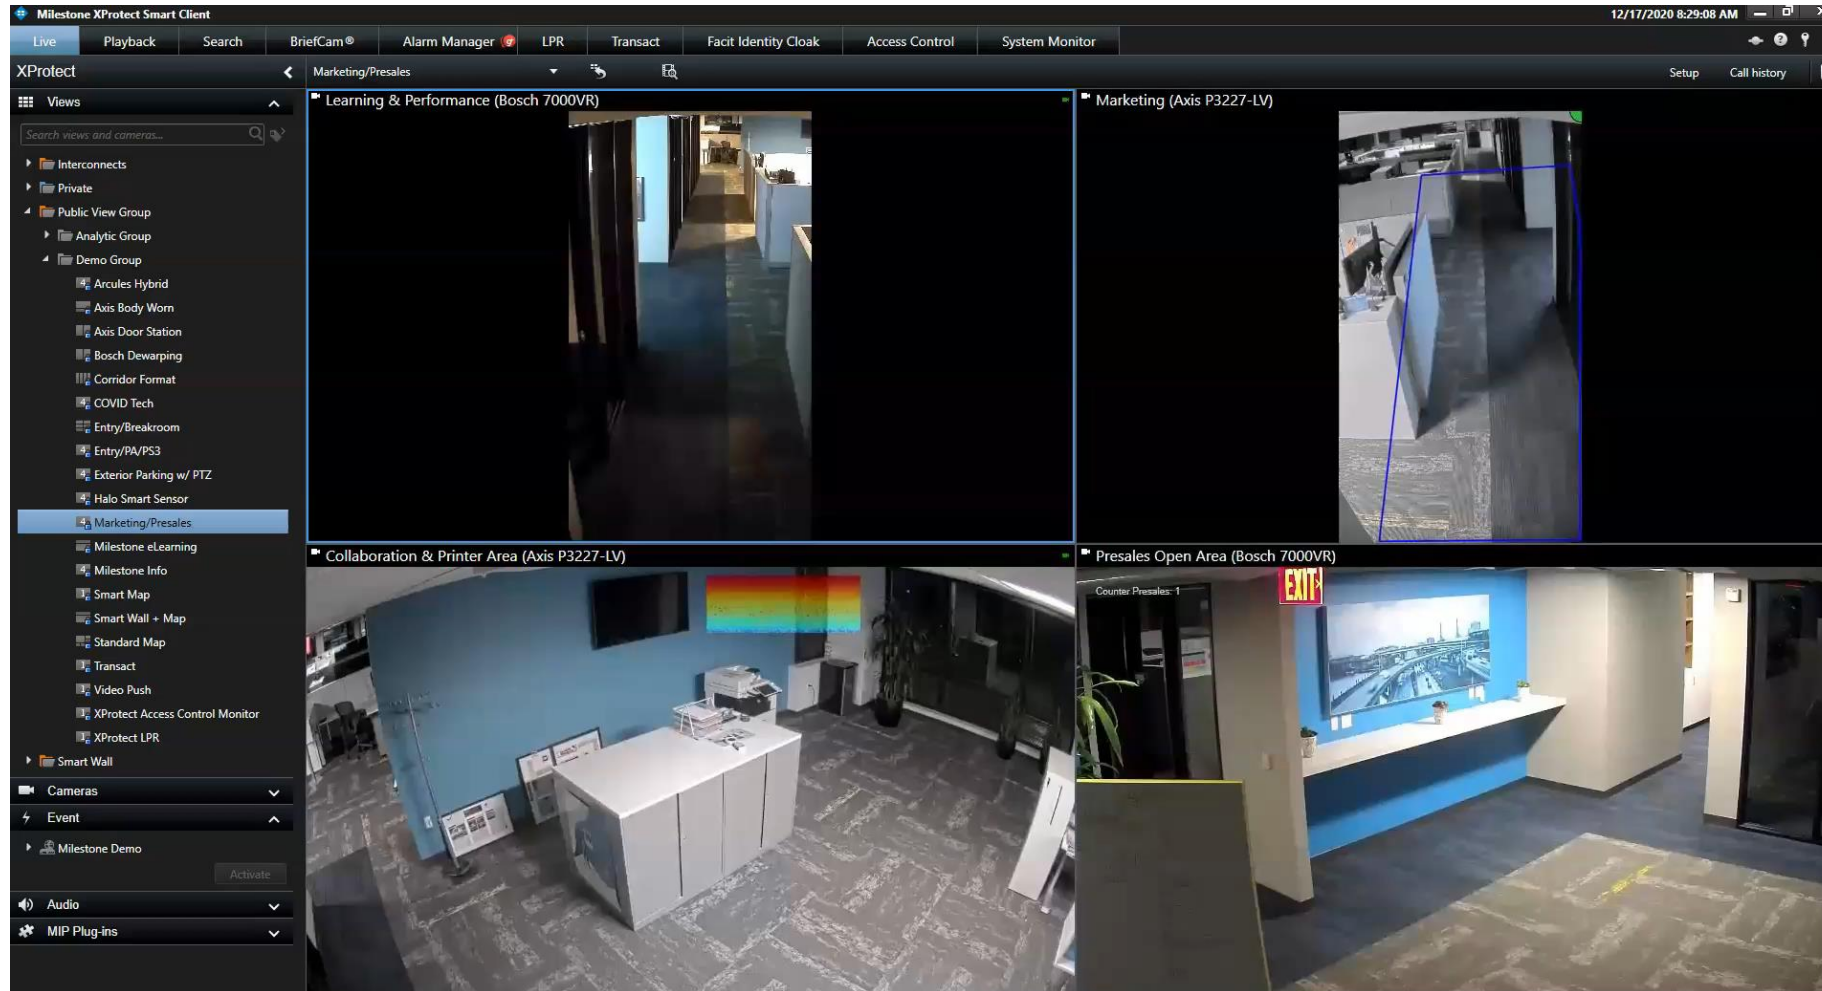 Milestone XProtect Smart Client
12/17/2020 8:29:08 AM
Live Playback Search BriefCam® Alarm Manager LPR Transact Facit Identity Cloak Access Control System Monitor
XProtect
Marketing/Presales
Setup Call history
Views
Search views and cameras...
Interconnects
Private
Public View Group
Analytic Group
Demo Group
Arcules Hybrid
Axis Body Worn
Axis Door Station
Bosch Dewarping
Corridor Format
COVID Tech
Entry/Breakroom
Entry/PA/PS3
Exterior Parking w/ PTZ
Halo Smart Sensor
Marketing/Presales
Milestone eLearning
Milestone Info
Smart Map
Smart Wall + Map
Standard Map
Transact
Video Push
XProtect Access Control Monitor
XProtect LPR
Smart Wall
Cameras
Event
Milestone Demo
Activate
Audio
MIP Plug-ins
Learning & Performance (Bosch 7000VR)
Marketing (Axis P3227-LV)
Collaboration & Printer Area (Axis P3227-LV)
Presales Open Area (Bosch 7000VR)
Counter Presales: 1
EXIT